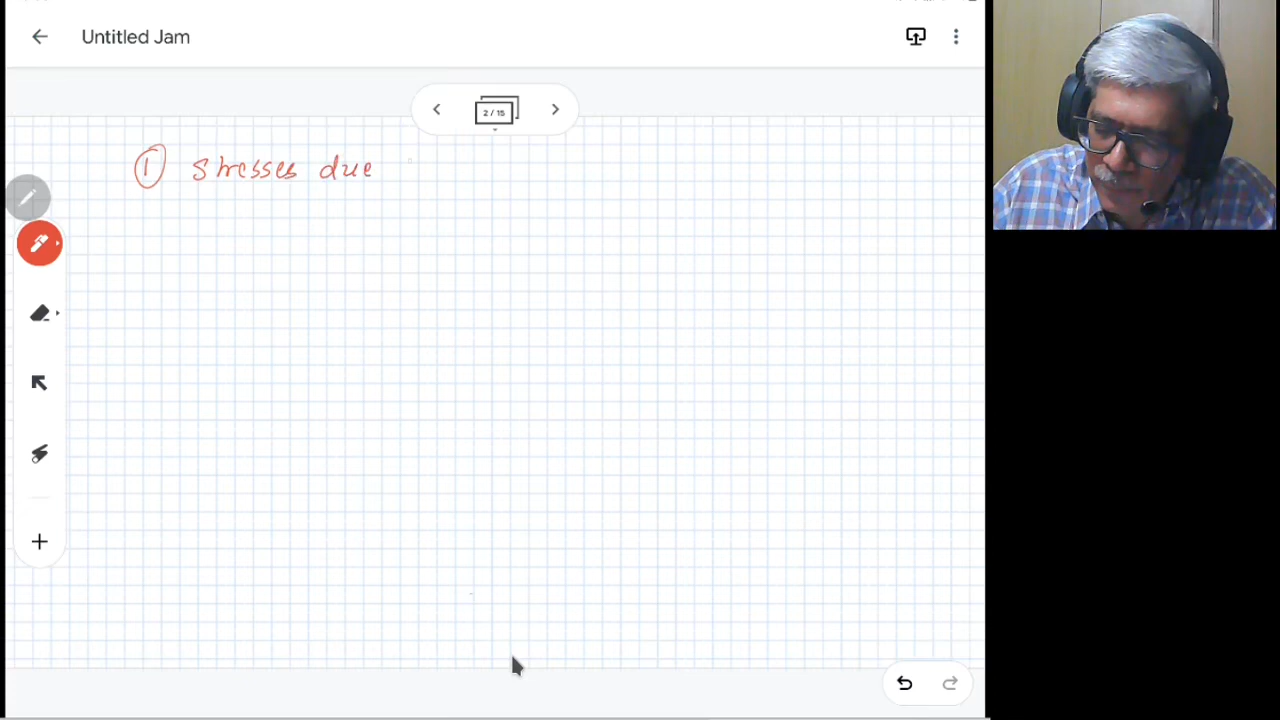 Untitled Jam
2 / 15
① stresses due